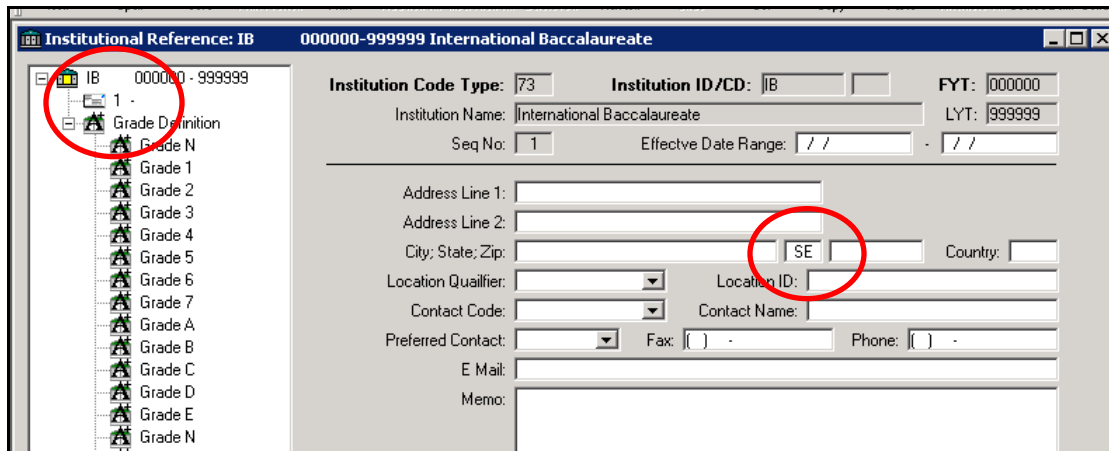 Institutional Reference: IB 000000-999999 International Baccalaureate
IB 000000 - 999999
1 -
Grade Definition
Grade N
Grade 1
Grade 2
Grade 3
Grade 4
Grade 5
Grade 6
Grade 7
Grade A
Grade B
Grade C
Grade D
Grade E
Grade N
Institution Code Type: 73 Institution ID/CD: IB FYT: 000000
Institution Name: International Baccalaureate LYT: 999999
Seq No: 1 Effectve Date Range: / / - / /
Address Line 1:
Address Line 2:
City; State; Zip: SE Country:
Location Quailfier: Location ID:
Contact Code: Contact Name:
Preferred Contact: Fax: ( ) - Phone: ( ) -
E Mail:
Memo: